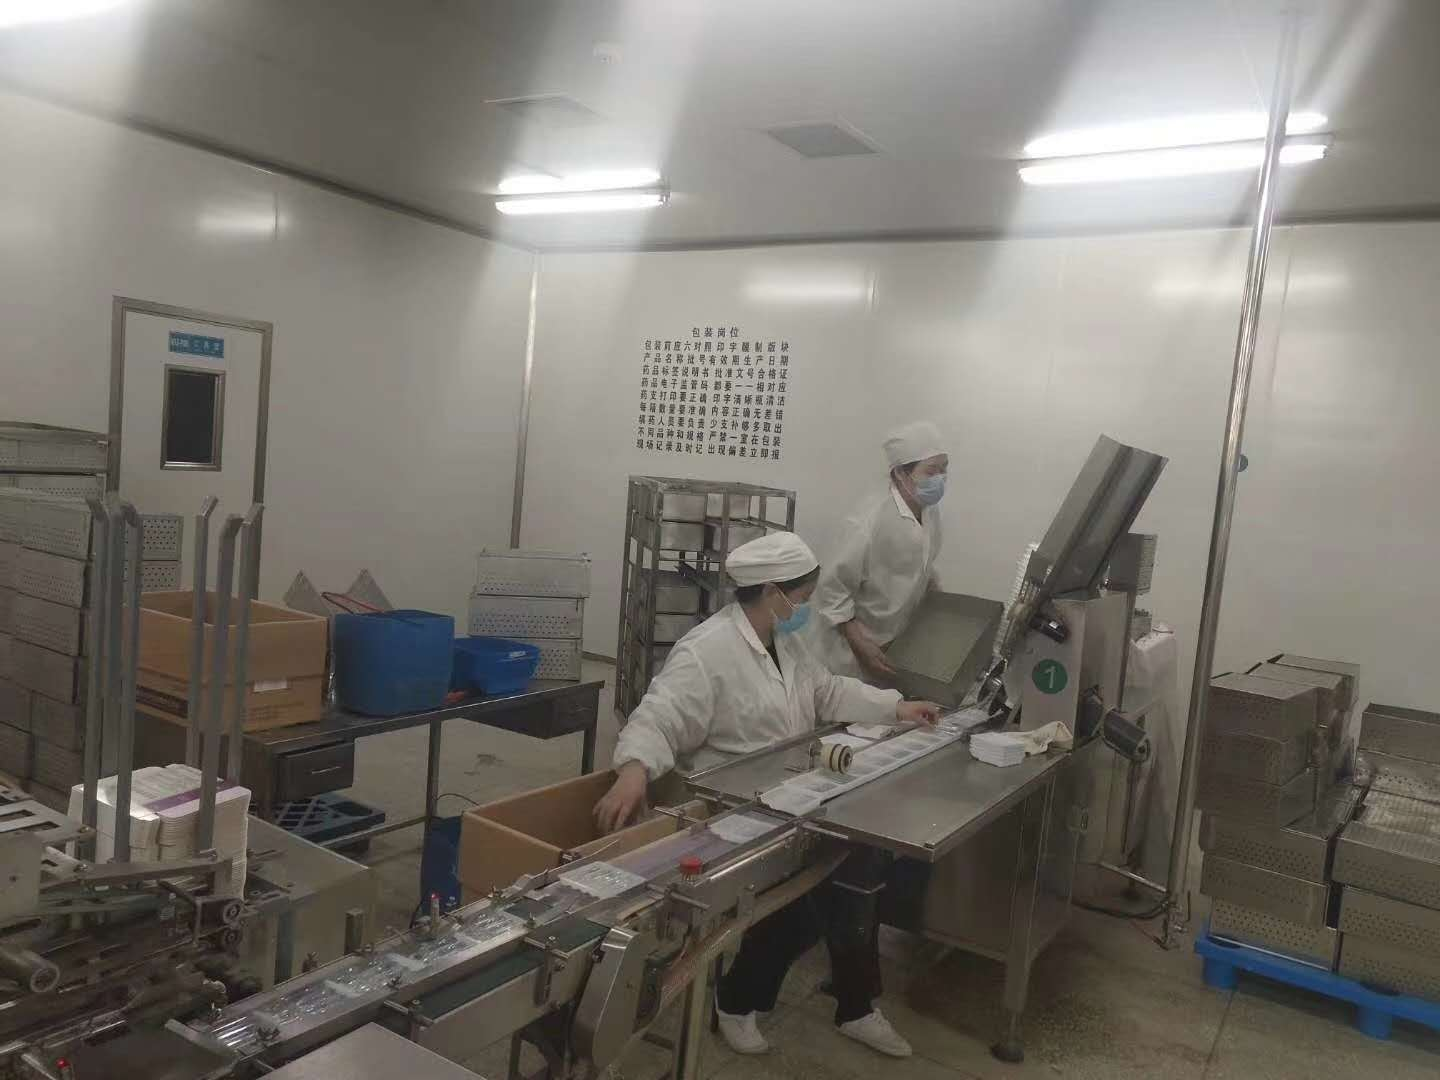 包装岗位
包装前应六对照印字醒制版块
产品名称批号有效期生产日期
药品标签说明书批准文号合格证
药品电子监管码都要一一相对应
药支打印要正确印字清晰瓶清洁
每箱数量要准确内容正确无差错
填药人员要负责少支补够多取出
不同品种和规格严禁一室在包装
现场记录及时记出现偏差立即报
1